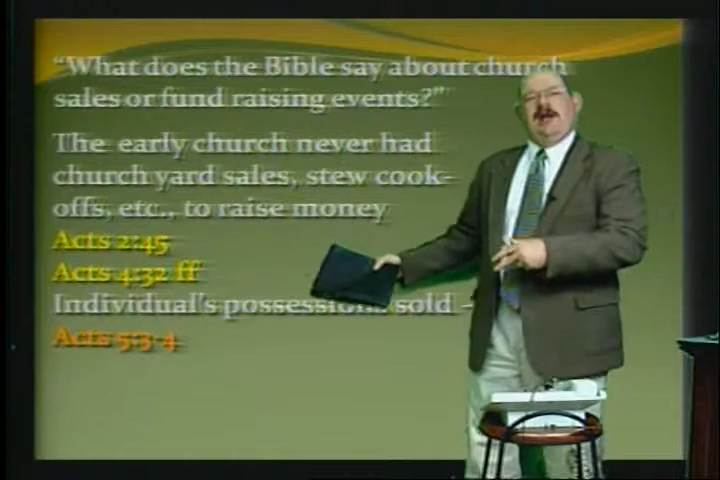 “What does the Bible say about church
sales or fund raising events?”
The early church never had
church yard sales, stew cook-
offs, etc., to raise money
Acts 2:45
Acts 4:32 ff
Individual's possessions sold -
Acts 5:3-4